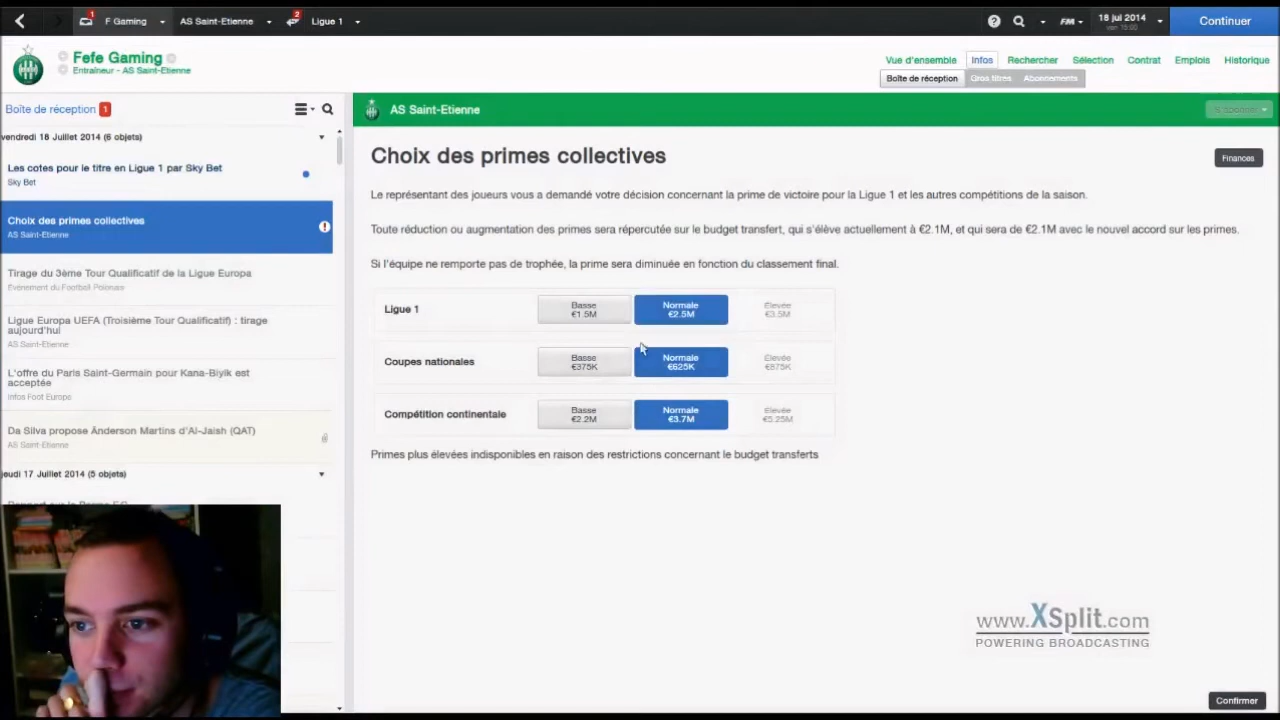 F Gaming
AS Saint-Etienne
2
Ligue 1
FM
18 jul 2014
ven 15:00
Continuer
Fefe Gaming
Entraîneur - AS Saint-Etienne
Vue d'ensemble
Infos
Rechercher
Sélection
Contrat
Emplois
Historique
Boîte de réception
Gros titres
Abonnements
Boîte de réception 1
AS Saint-Etienne
vendredi 18 Juillet 2014 (6 objets)
Les cotes pour le titre en Ligue 1 par Sky Bet
Sky Bet
Choix des primes collectives
AS Saint-Etienne
Tirage du 3ème Tour Qualificatif de la Ligue Europa
Evénement du Football Polonais
Ligue Europa UEFA (Troisième Tour Qualificatif) : tirage
aujourd'hui
AS Saint-Etienne
L'offre du Paris Saint-Germain pour Kana-Biyik est
acceptée
Infos Foot Europe
Da Silva propose Ânderson Martins d'Al-Jaish (QAT)
AS Saint-Etienne
jeudi 17 Juillet 2014 (5 objets)
Choix des primes collectives
Finances
Le représentant des joueurs vous a demandé votre décision concernant la prime de victoire pour la Ligue 1 et les autres compétitions de la saison.
Toute réduction ou augmentation des primes sera répercutée sur le budget transfert, qui s'élève actuellement à €2.1M, et qui sera de €2.1M avec le nouvel accord sur les primes.
Si l'équipe ne remporte pas de trophée, la prime sera diminuée en fonction du classement final.
Ligue 1
Basse
€1.5M
Normale
€2.5M
Élevée
€3.5M
Coupes nationales
Basse
€375K
Normale
€625K
Élevée
€875K
Compétition continentale
Basse
€2.2M
Normale
€3.7M
Élevée
€5.25M
Primes plus élevées indisponibles en raison des restrictions concernant le budget transferts
www.XSplit.com
POWERING BROADCASTING
Confirmer